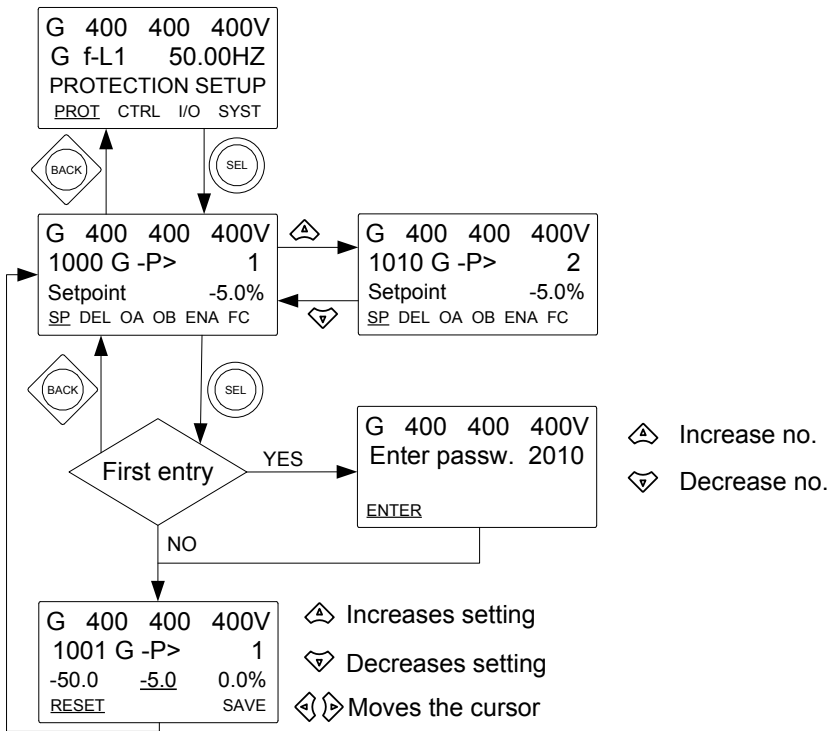 G 400 400 400V
G f-L1 50.00HZ
PROTECTION SETUP
PROT CTRL I/O SYST
BACK
SEL
G 400 400 400V
1000 G -P> 1
Setpoint -5.0%
SP DEL OA OB ENA FC
G 400 400 400V
1010 G -P> 2
Setpoint -5.0%
SP DEL OA OB ENA FC
BACK
SEL
First entry
YES
NO
G 400 400 400V
Enter passw. 2010
ENTER
Increase no.
Decrease no.
G 400 400 400V
1001 G -P> 1
-50.0 -5.0 0.0%
RESET SAVE
Increases setting
Decreases setting
Moves the cursor